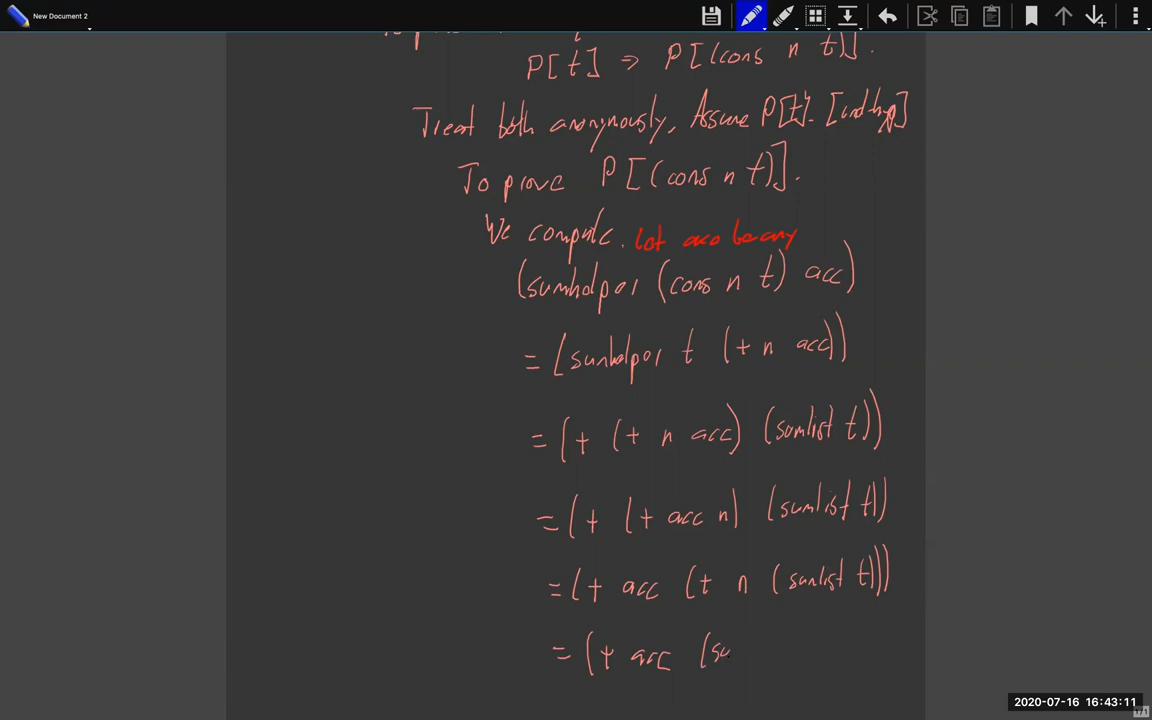 New Document 2
P[t] ⇒ P[(cons n t)].
Treat both anonymously, Assume P[t]. [ind hyp]
To prove P[(cons n t)].
We compute. let acc be any
(sumhelper (cons n t) acc)
= (sumhelper t (+ n acc))
= (+ (+ n acc) (sumlist t))
= (+ (+ acc n) (sumlist t))
= (+ acc (+ n (sumlist t)))
= (+ acc (su
2020-07-16 16:43:11